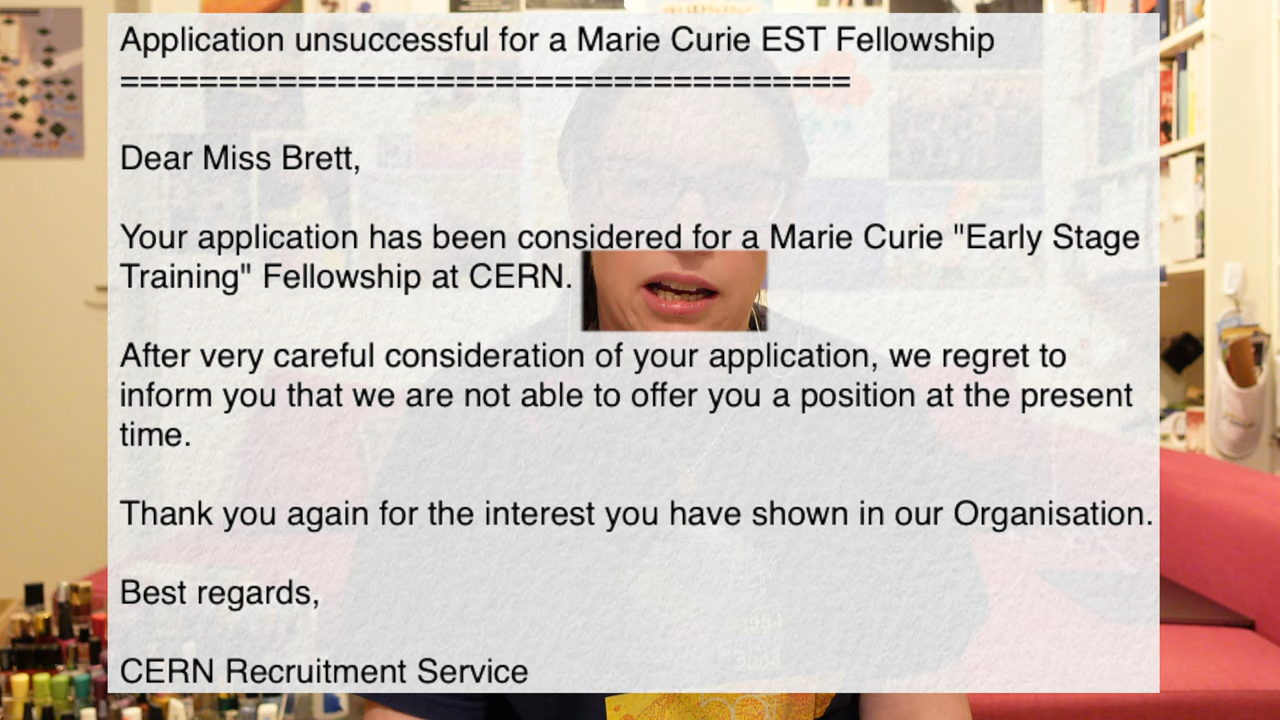 Application unsuccessful for a Marie Curie EST Fellowship
=====================================
Dear Miss Brett,
Your application has been considered for a Marie Curie "Early Stage
Training" Fellowship at CERN.
After very careful consideration of your application, we regret to
inform you that we are not able to offer you a position at the present
time.
Thank you again for the interest you have shown in our Organisation.
Best regards,
CERN Recruitment Service